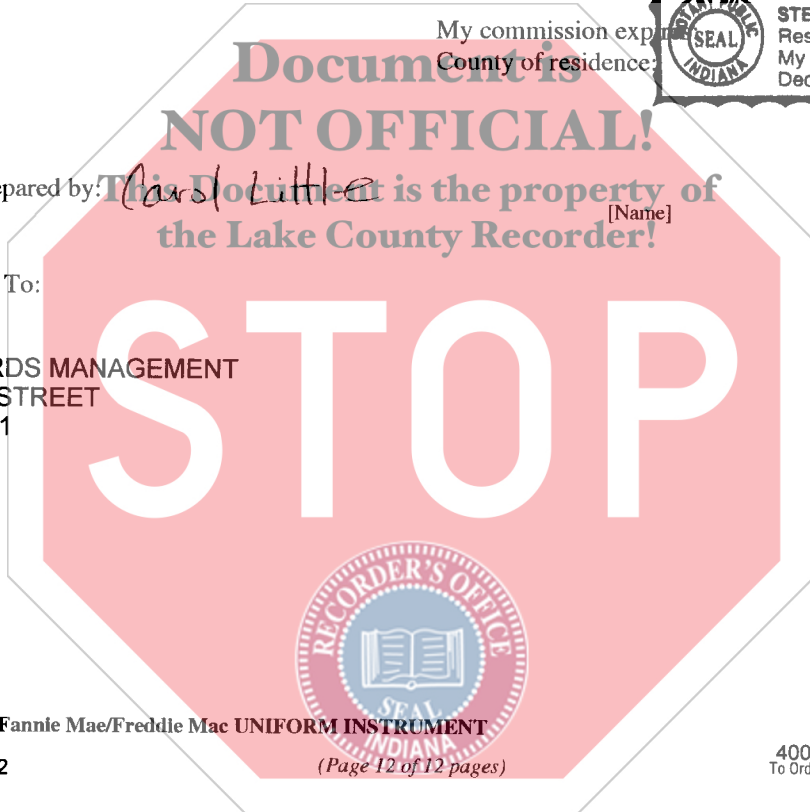 My commission expires
County of residence:
SEAL
INDIANA
STE
Res
My
Dec
Document is
NOT OFFICIAL!
This Document is the property of
the Lake County Recorder!
epared by: Carol Little
[Name]
To:
RDS MANAGEMENT
STREET
1
STOP
RECORDER'S OFFICE
SEAL
INDIANA
Fannie Mae/Freddie Mac UNIFORM INSTRUMENT
2
(Page 12 of 12 pages)
400
To Ord